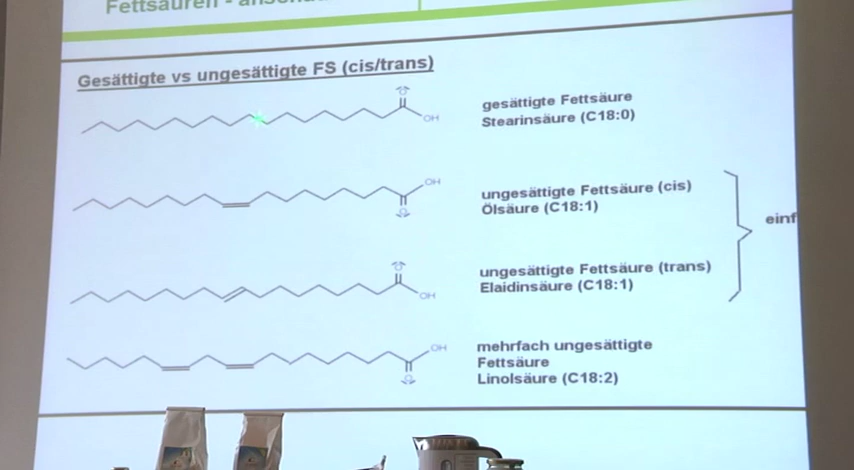 Fettsäuren -
Gesättigte vs ungesättigte FS (cis/trans)
O
OH
gesättigte Fettsäure
Stearinsäure (C18:0)
OH
O
ungesättigte Fettsäure (cis)
Ölsäure (C18:1)
einf
O
OH
ungesättigte Fettsäure (trans)
Elaidinsäure (C18:1)
OH
O
mehrfach ungesättigte
Fettsäure
Linolsäure (C18:2)